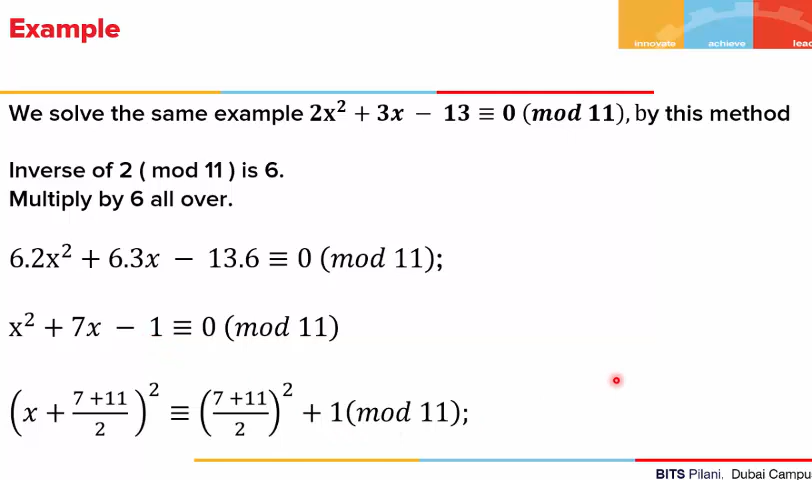 Example
innovate achieve lead
We solve the same example 2x² + 3x − 13 ≡ 0 (mod 11), by this method
Inverse of 2 ( mod 11 ) is 6.
Multiply by 6 all over.
6.2x² + 6.3x − 13.6 ≡ 0 (mod 11);
x² + 7x − 1 ≡ 0 (mod 11)
(x + (7 +11)/2)² ≡ ((7 +11)/2)² + 1(mod 11);
BITS Pilani, Dubai Campu